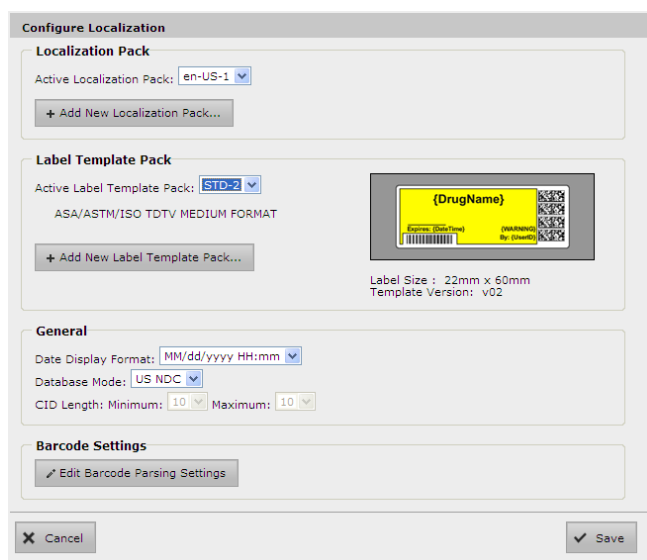 Configure Localization
Localization Pack
Active Localization Pack: en-US-1
+ Add New Localization Pack...
Label Template Pack
Active Label Template Pack: STD-2
ASA/ASTM/ISO TDTV MEDIUM FORMAT
+ Add New Label Template Pack...
{DrugName}
Expires: {DateTime} {WARNING}
By: {UserID}
Label Size : 22mm x 60mm
Template Version: v02
General
Date Display Format: MM/dd/yyyy HH:mm
Database Mode: US NDC
CID Length: Minimum: 10 Maximum: 10
Barcode Settings
Edit Barcode Parsing Settings
Cancel
Save